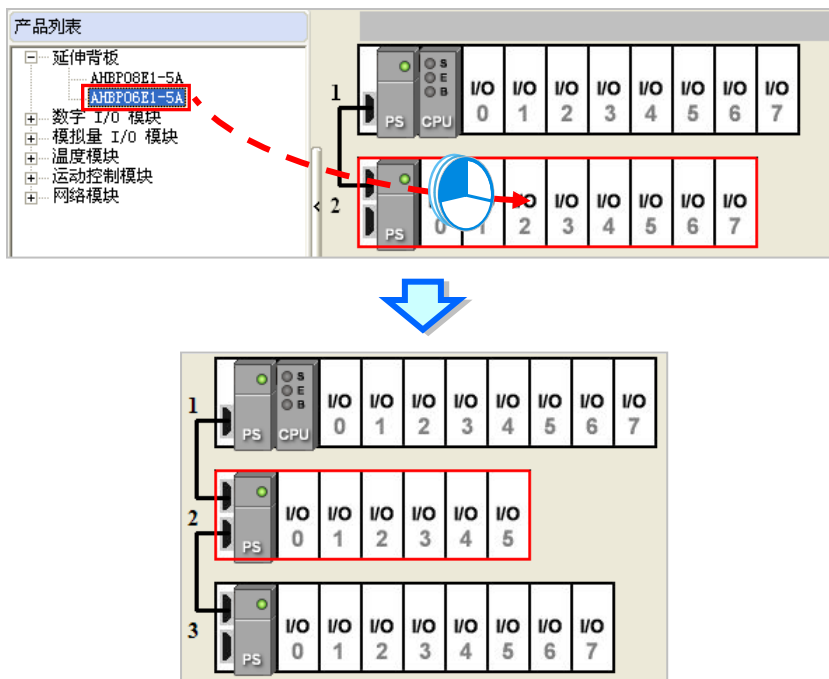 产品列表
延伸背板
AHBP08E1-5A
AHBP06E1-5A
数字 I/O 模块
模拟量 I/O 模块
温度模块
运动控制模块
网络模块
1
PS CPU S E B I/O 0 I/O 1 I/O 2 I/O 3 I/O 4 I/O 5 I/O 6 I/O 7
2
PS 0 1 I/O 2 I/O 3 I/O 4 I/O 5 I/O 6 I/O 7
1
PS CPU S E B I/O 0 I/O 1 I/O 2 I/O 3 I/O 4 I/O 5 I/O 6 I/O 7
2
PS I/O 0 I/O 1 I/O 2 I/O 3 I/O 4 I/O 5
3
PS I/O 0 I/O 1 I/O 2 I/O 3 I/O 4 I/O 5 I/O 6 I/O 7